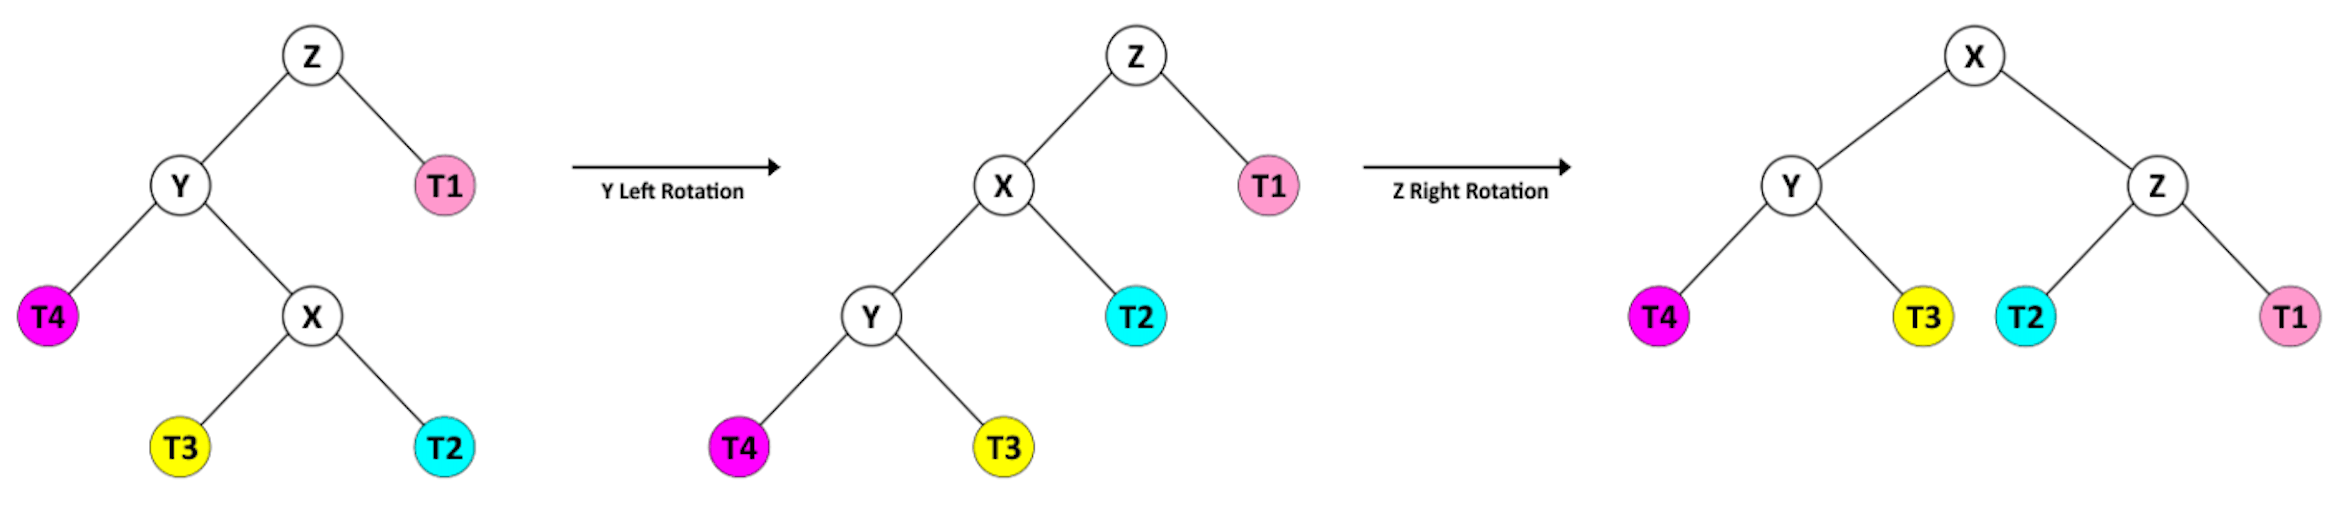 Z
Y
T1
T4
X
T3
T2
Y Left Rotation
Z
X
T1
Y
T2
T4
T3
Z Right Rotation
X
Y
Z
T4
T3
T2
T1